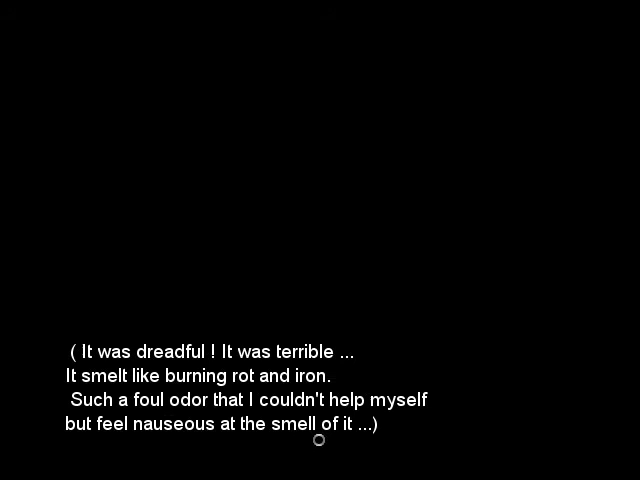 ( It was dreadful ! It was terrible ...
It smelt like burning rot and iron.
Such a foul odor that I couldn't help myself
but feel nauseous at the smell of it ...)